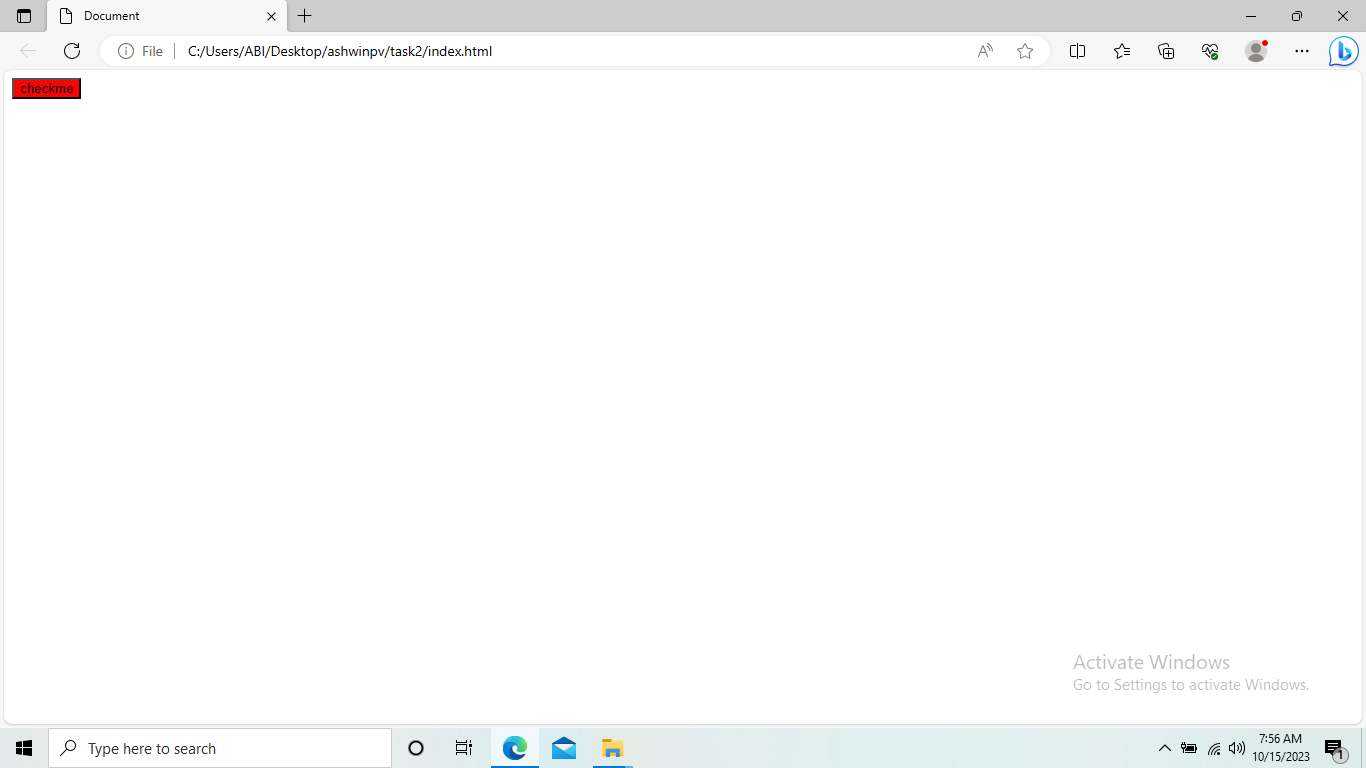 Document
File
C:/Users/ABI/Desktop/ashwinpv/task2/index.html
checkme
Activate Windows
Go to Settings to activate Windows.
Type here to search
7:56 AM
10/15/2023
1